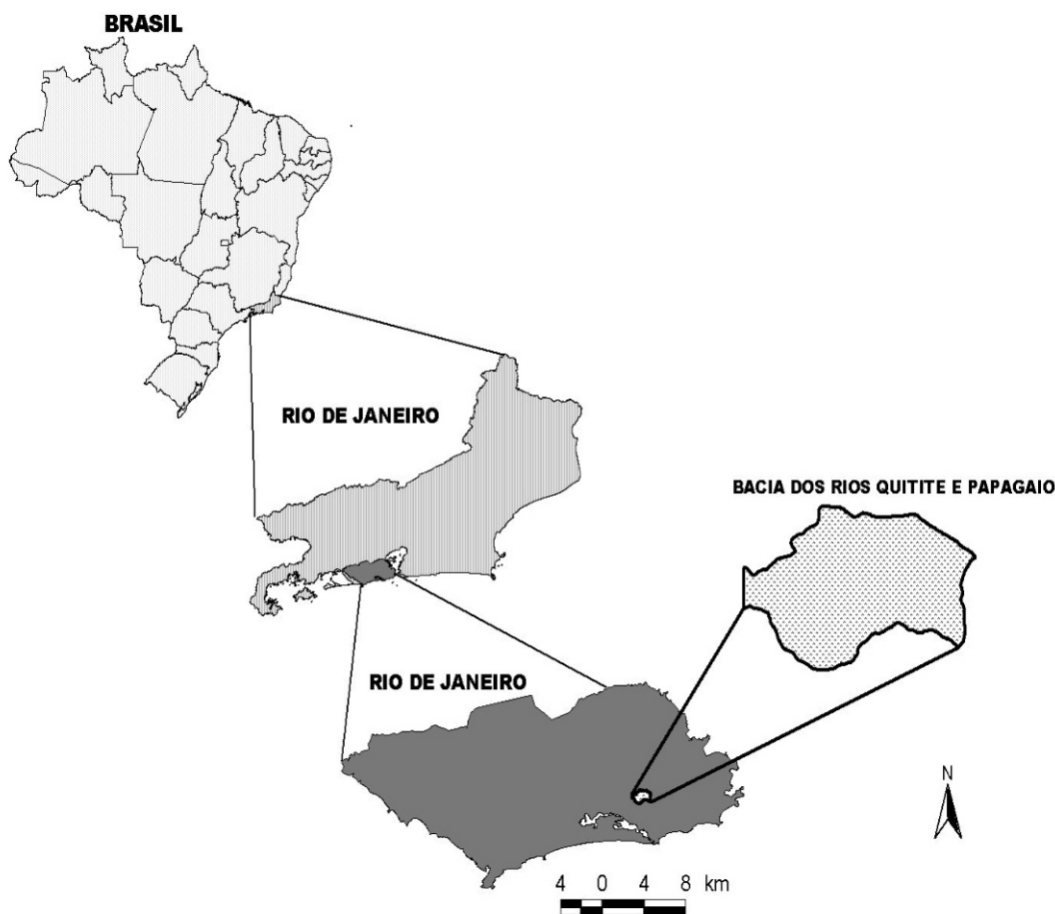 BRASIL
RIO DE JANEIRO
BACIA DOS RIOS QUITITE E PAPAGAIO
RIO DE JANEIRO
N
4 0 4 8 km